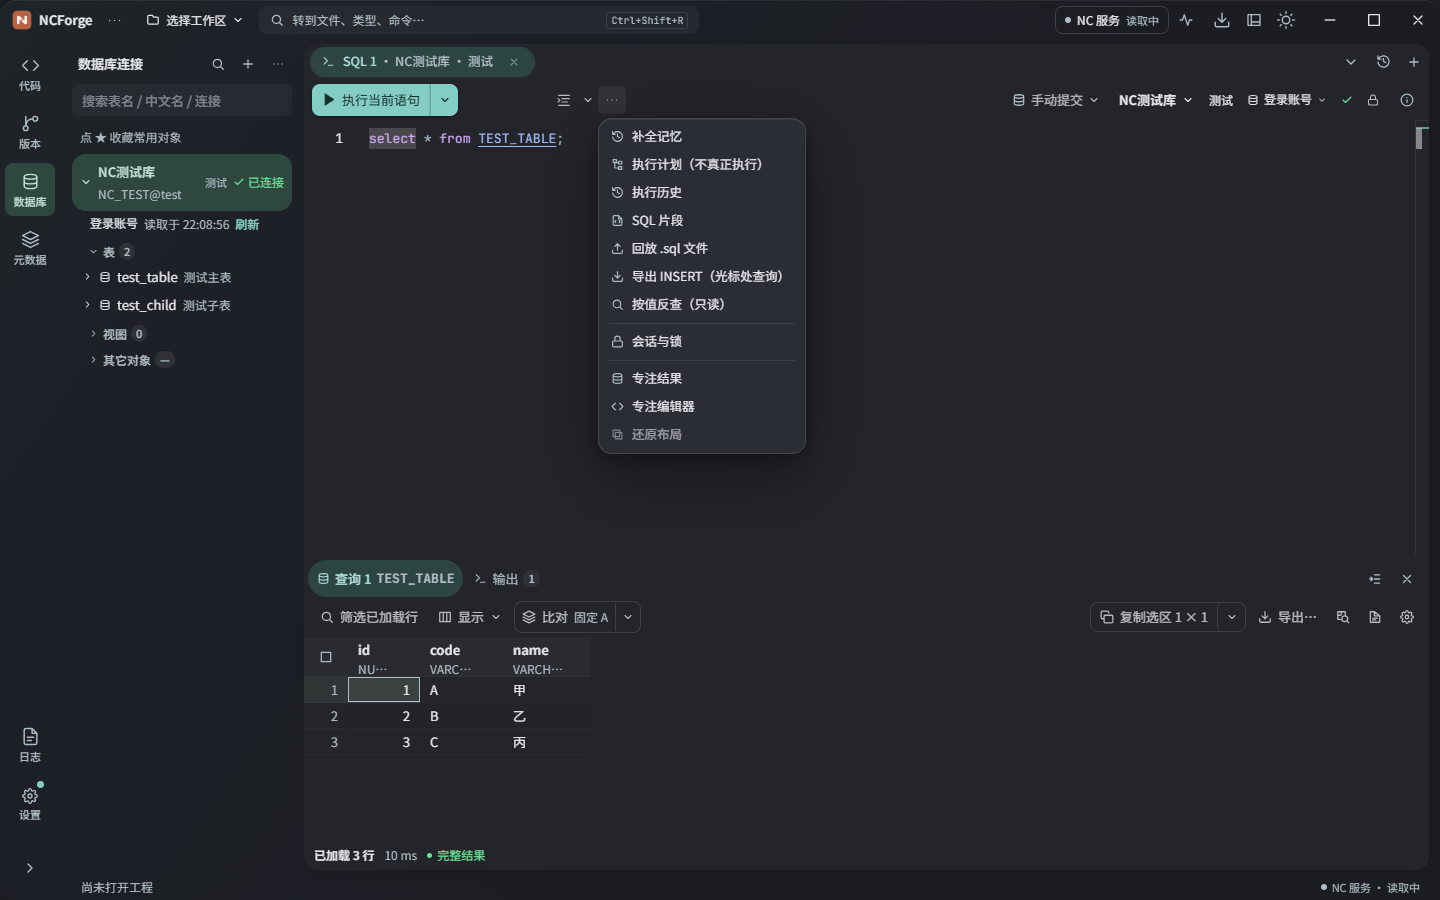 NCForge ··· 选择工作区 转到文件、类型、命令… Ctrl+Shift+R NC 服务 读取中
代码
版本
数据库
元数据
日志
设置
数据库连接 ···
搜索表名 / 中文名 / 连接
点 ★ 收藏常用对象
NC测试库
NC_TEST@test
测试 已连接
登录账号 读取于 22:08:56 刷新
表 2
test_table 测试主表
test_child 测试子表
视图 0
其它对象 —
SQL 1 • NC测试库 • 测试
执行当前语句 ··· 手动提交 NC测试库 测试 登录账号
1 select * from TEST_TABLE;
补全记忆
执行计划（不真正执行）
执行历史
SQL 片段
回放 .sql 文件
导出 INSERT（光标处查询）
按值反查（只读）
会话与锁
专注结果
专注编辑器
还原布局
查询 1 TEST_TABLE 输出 1
筛选已加载行 显示 比对 固定 A 复制选区 1 × 1 导出…
id code name
NU… VARC… VARCH…
1 1 A 甲
2 2 B 乙
3 3 C 丙
已加载 3 行 10 ms 完整结果
尚未打开工程 NC 服务 • 读取中